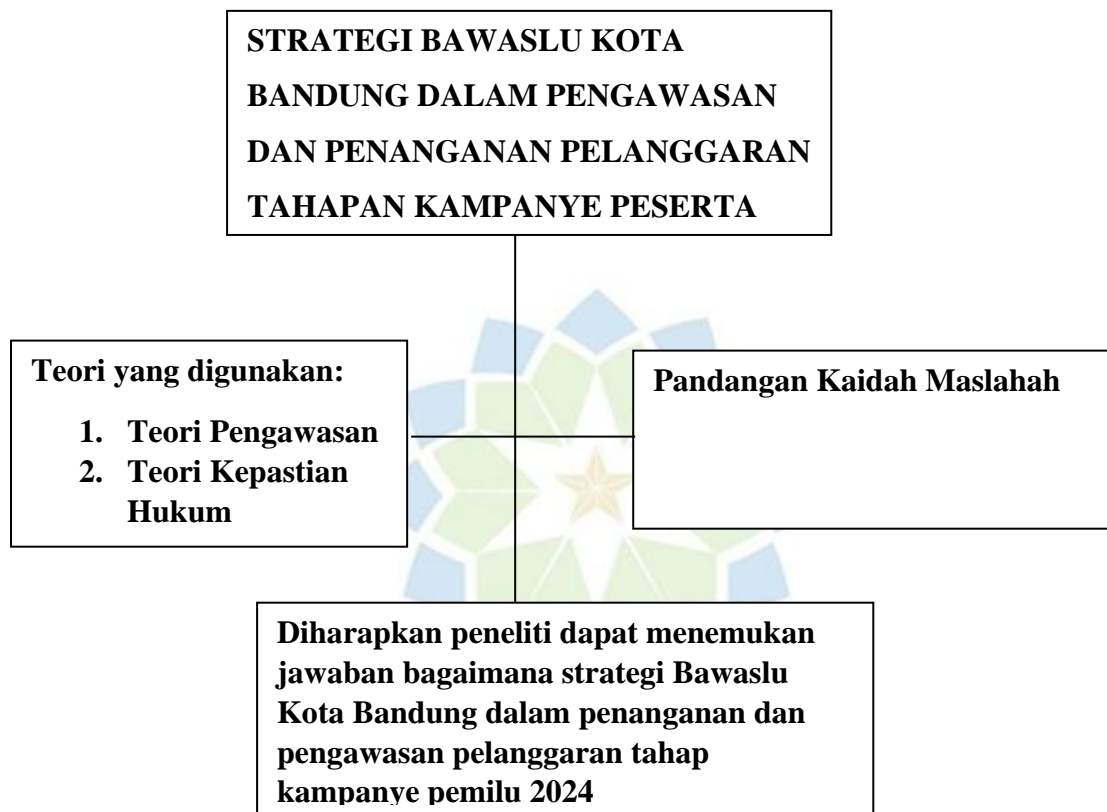 STRATEGI BAWASLU KOTA
BANDUNG DALAM PENGAWASAN
DAN PENANGANAN PELANGGARAN
TAHAPAN KAMPANYE PESERTA
Teori yang digunakan:
1. Teori Pengawasan
2. Teori Kepastian
Hukum
Pandangan Kaidah Maslahah
Diharapkan peneliti dapat menemukan
jawaban bagaimana strategi Bawaslu
Kota Bandung dalam penanganan dan
pengawasan pelanggaran tahap
kampanye pemilu 2024